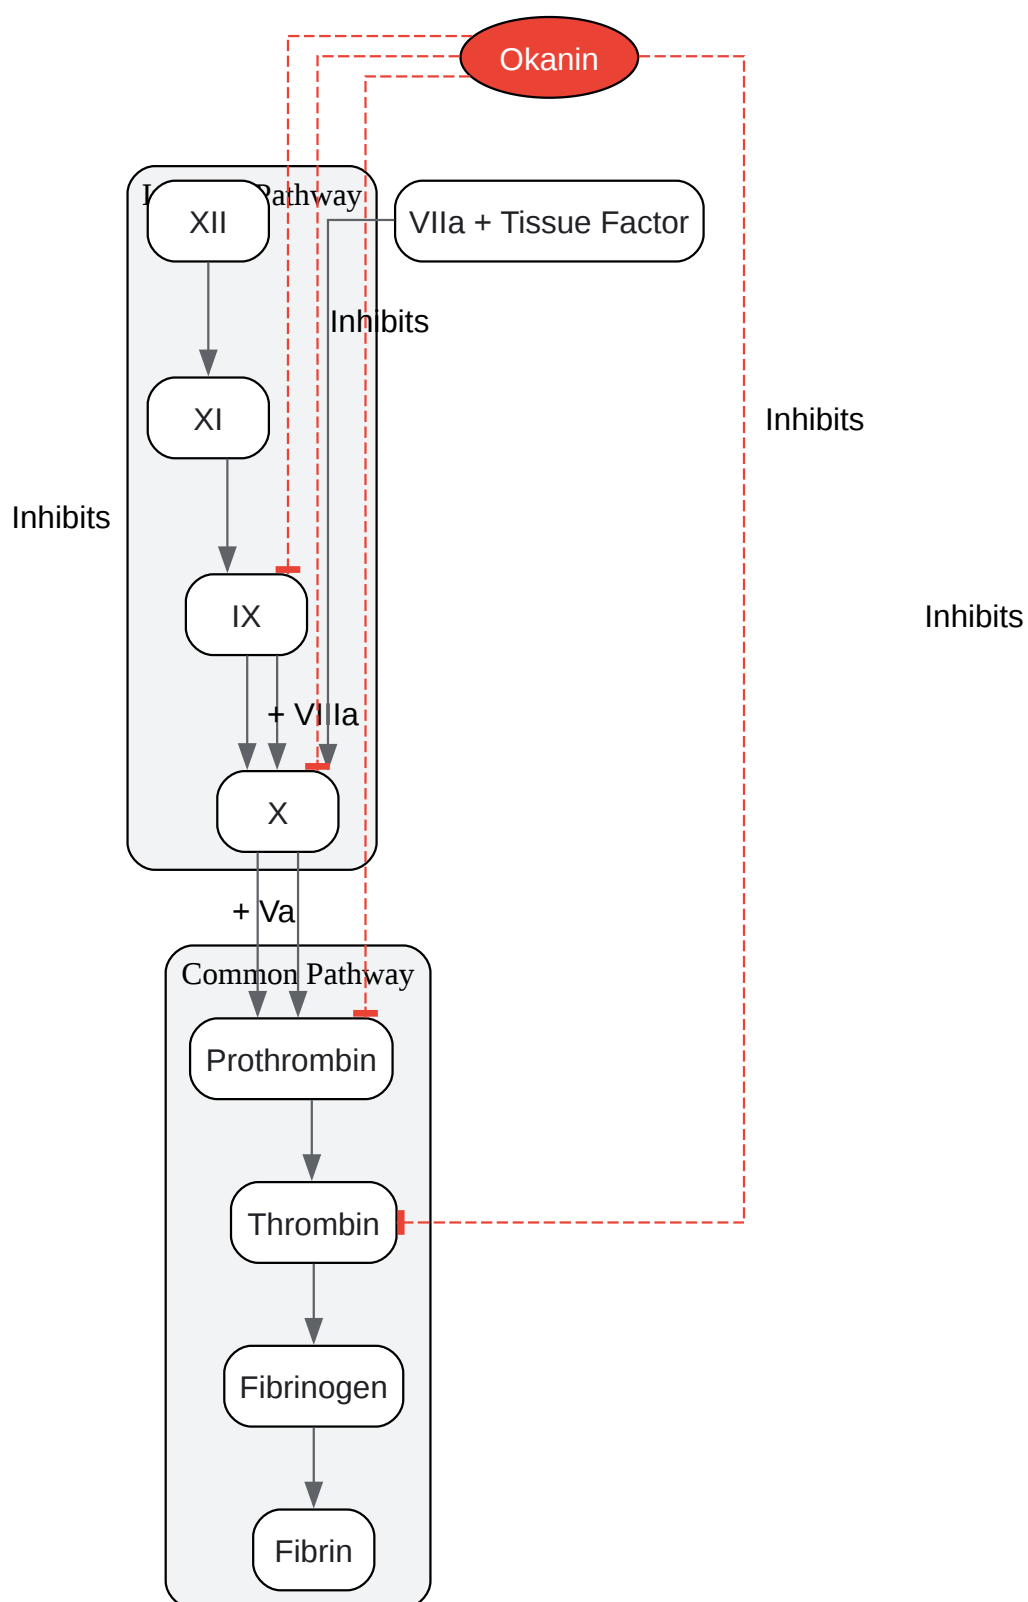 Okanin
Pathway
XII
VIIa + Tissue Factor
Inhibits
XI
Inhibits
Inhibits
IX
Inhibits
+ VIIIa
X
+ Va
Common Pathway
Prothrombin
Thrombin
Fibrinogen
Fibrin